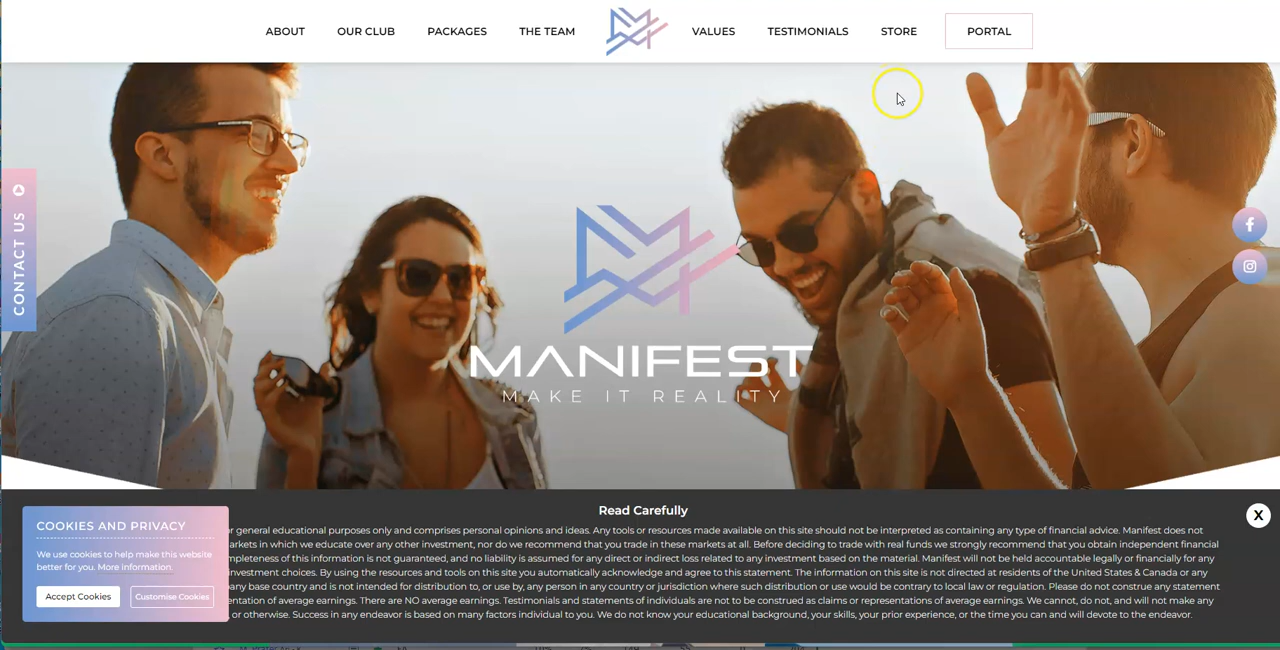 ABOUT OUR CLUB PACKAGES THE TEAM VALUES TESTIMONIALS STORE PORTAL
CONTACT US
MANIFEST
MAKE IT REALITY
Read Carefully
COOKIES AND PRIVACY
We use cookies to help make this website
better for you. More information.
Accept Cookies Customise Cookies
for general educational purposes only and comprises personal opinions and ideas. Any tools or resources made available on this site should not be interpreted as containing any type of financial advice. Manifest does not
in which we educate over any other investment, nor do we recommend that you trade in these markets at all. Before deciding to trade with real funds we strongly recommend that you obtain independent financial
of this information is not guaranteed, and no liability is assumed for any direct or indirect loss related to any investment based on the material. Manifest will not be held accountable legally or financially for any
investment choices. By using the resources and tools on this site you automatically acknowledge and agree to this statement. The information on this site is not directed at residents of the United States & Canada or any
any base country and is not intended for distribution to, or use by, any person in any country or jurisdiction where such distribution or use would be contrary to local law or regulation. Please do not construe any statement
of average earnings. There are NO average earnings. Testimonials and statements of individuals are not to be construed as claims or representations of average earnings. We cannot, do not, and will not make any
or otherwise. Success in any endeavor is based on many factors individual to you. We do not know your educational background, your skills, your prior experience, or the time you can and will devote to the endeavor.
X